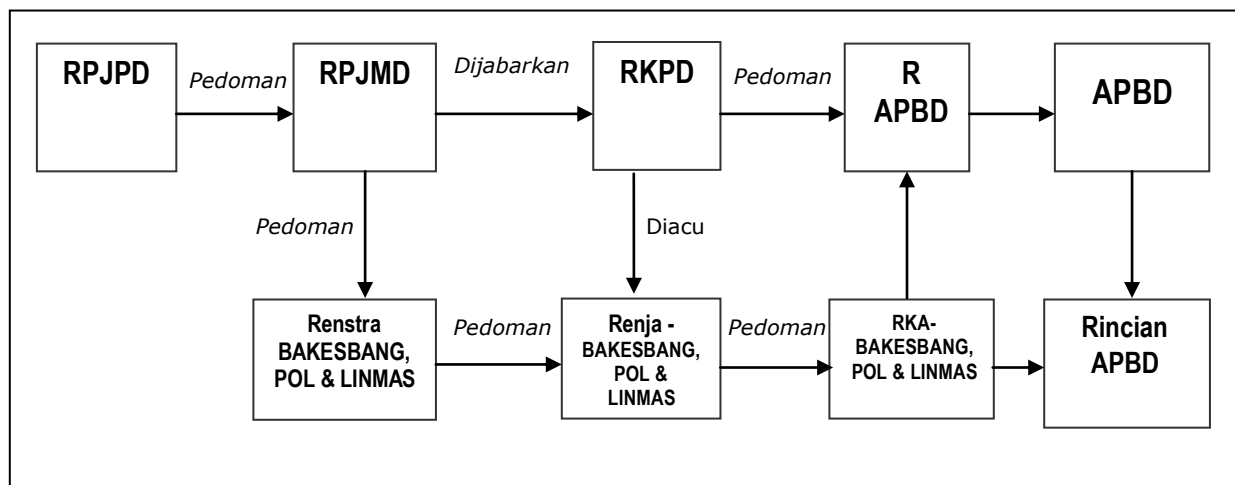 RPJPD
Pedoman
RPJMD
Dijabarkan
RKPD
Pedoman
R
APBD
APBD
Pedoman
Diacu
Renstra
BAKESBANG,
POL & LINMAS
Pedoman
Renja -
BAKESBANG,
POL &
LINMAS
Pedoman
RKA-
BAKESBANG,
POL & LINMAS
Rincian
APBD